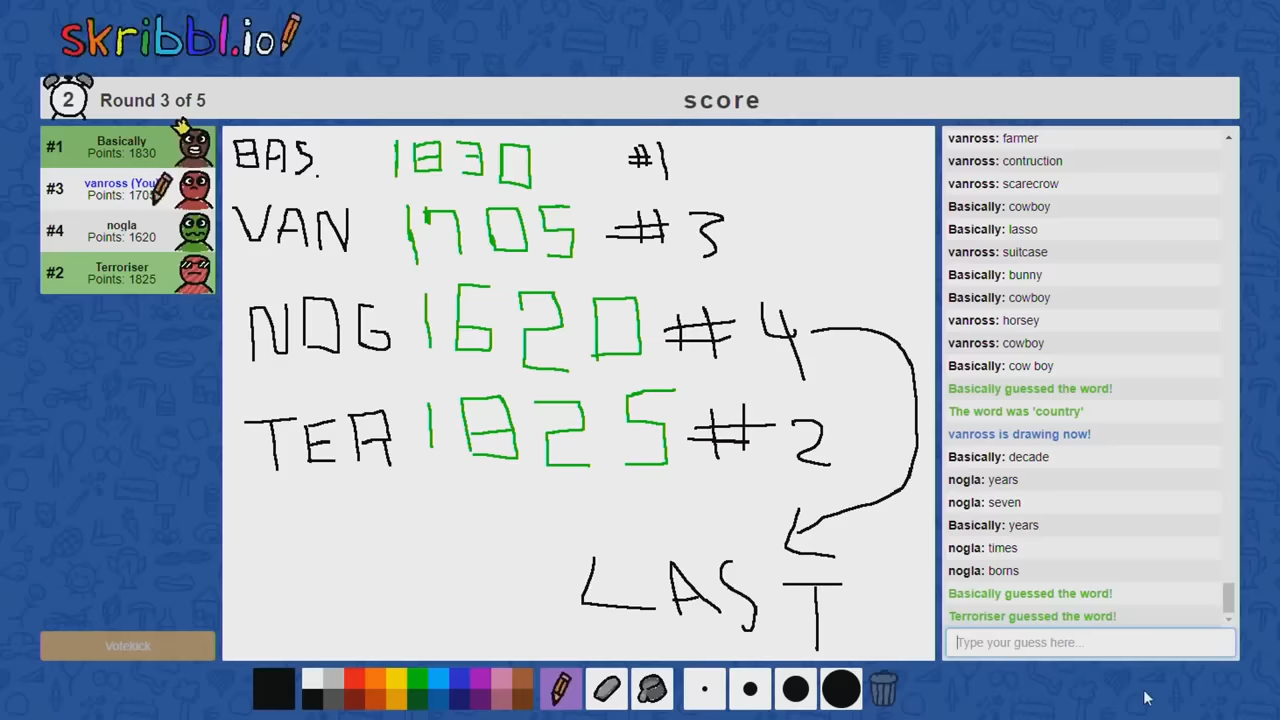 skribbl.io
2 Round 3 of 5 score
#1 Basically
Points: 1830
#3 vanross (You
Points: 1705
#4 nogla
Points: 1620
#2 Terroriser
Points: 1825
BAS. 1830 #1
VAN 1705 #3
NOG 1620 #4
TER 1825 #2
LAST
vanross: farmer
vanross: contruction
vanross: scarecrow
Basically: cowboy
Basically: lasso
vanross: suitcase
Basically: bunny
Basically: cowboy
vanross: horsey
vanross: cowboy
Basically: cow boy
Basically guessed the word!
The word was 'country'
vanross is drawing now!
Basically: decade
nogla: years
nogla: seven
Basically: years
nogla: times
nogla: borns
Basically guessed the word!
Terroriser guessed the word!
Type your guess here...
Votekick